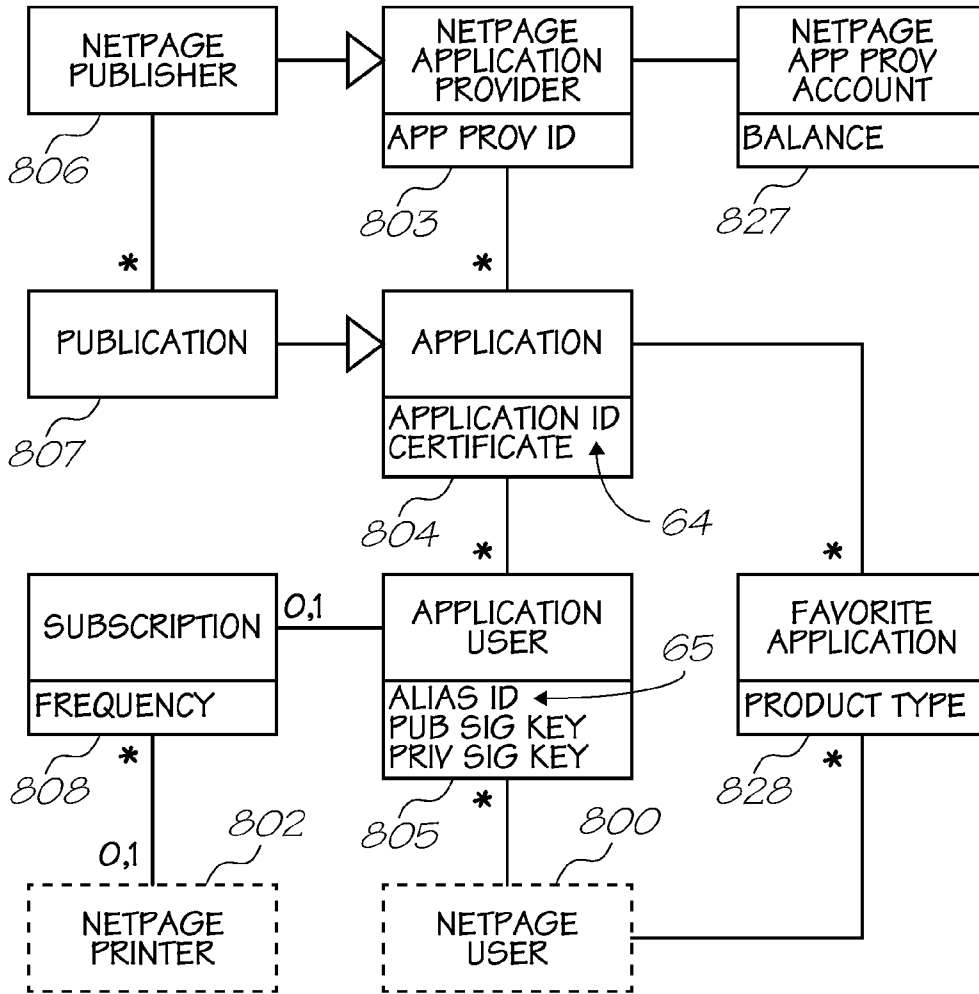 NETPAGE
PUBLISHER
NETPAGE
APPLICATION
PROVIDER
APP PROV ID
NETPAGE
APP PROV
ACCOUNT
BALANCE
806
803
827
*
*
PUBLICATION
APPLICATION
APPLICATION ID
CERTIFICATE
807
804
64
*
*
SUBSCRIPTION
FREQUENCY
0,1
APPLICATION
USER
ALIAS ID
PUB SIG KEY
PRIV SIG KEY
65
FAVORITE
APPLICATION
PRODUCT TYPE
808
*
805
*
828
*
802
800
0,1
NETPAGE
PRINTER
NETPAGE
USER